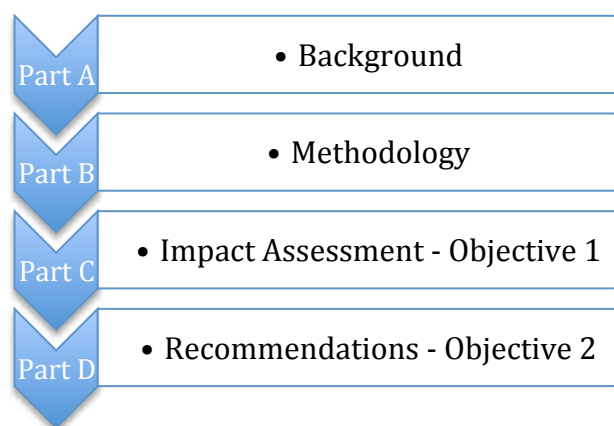 Part A
• Background
Part B
• Methodology
Part C
• Impact Assessment - Objective 1
Part D
• Recommendations - Objective 2